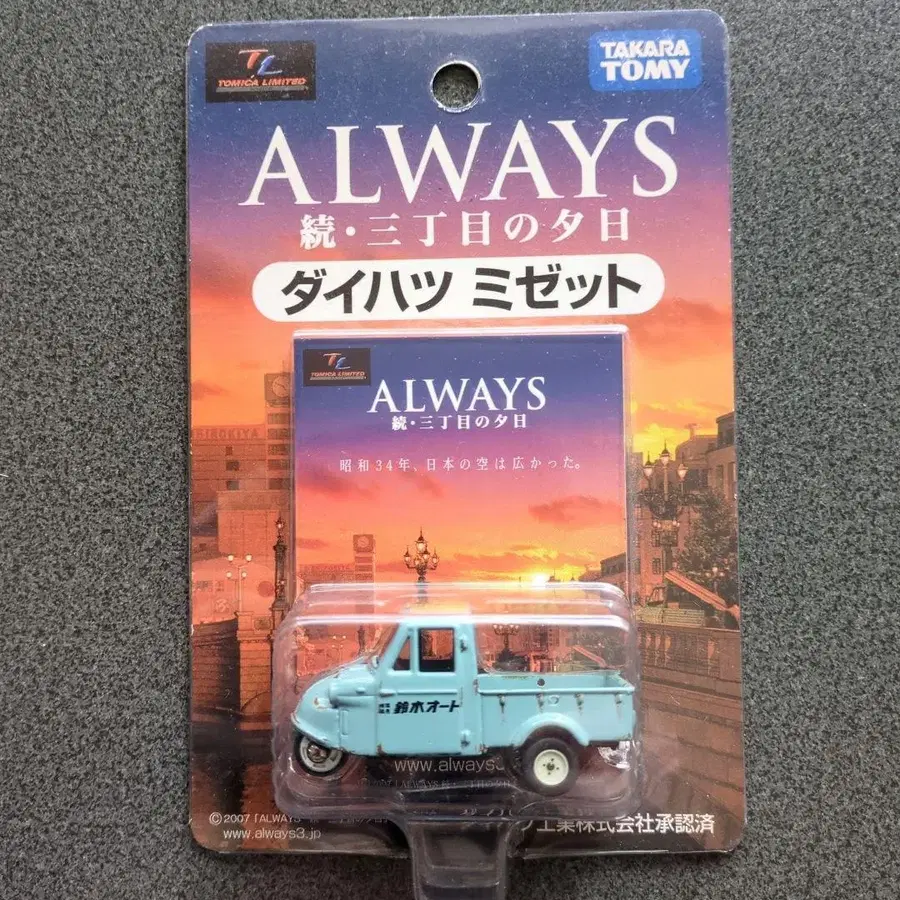 TL
TOMICA LIMITED
TAKARA TOMY
ALWAYS
続・三丁目の夕日
ダイハツ ミゼット
TL
TOMICA LIMITED
ALWAYS
続・三丁目の夕日
昭和34年、日本の空は広かった。
鈴木オート
www.always3
©2007「ALWAYS
www.always3.jp
工業株式会社承認済